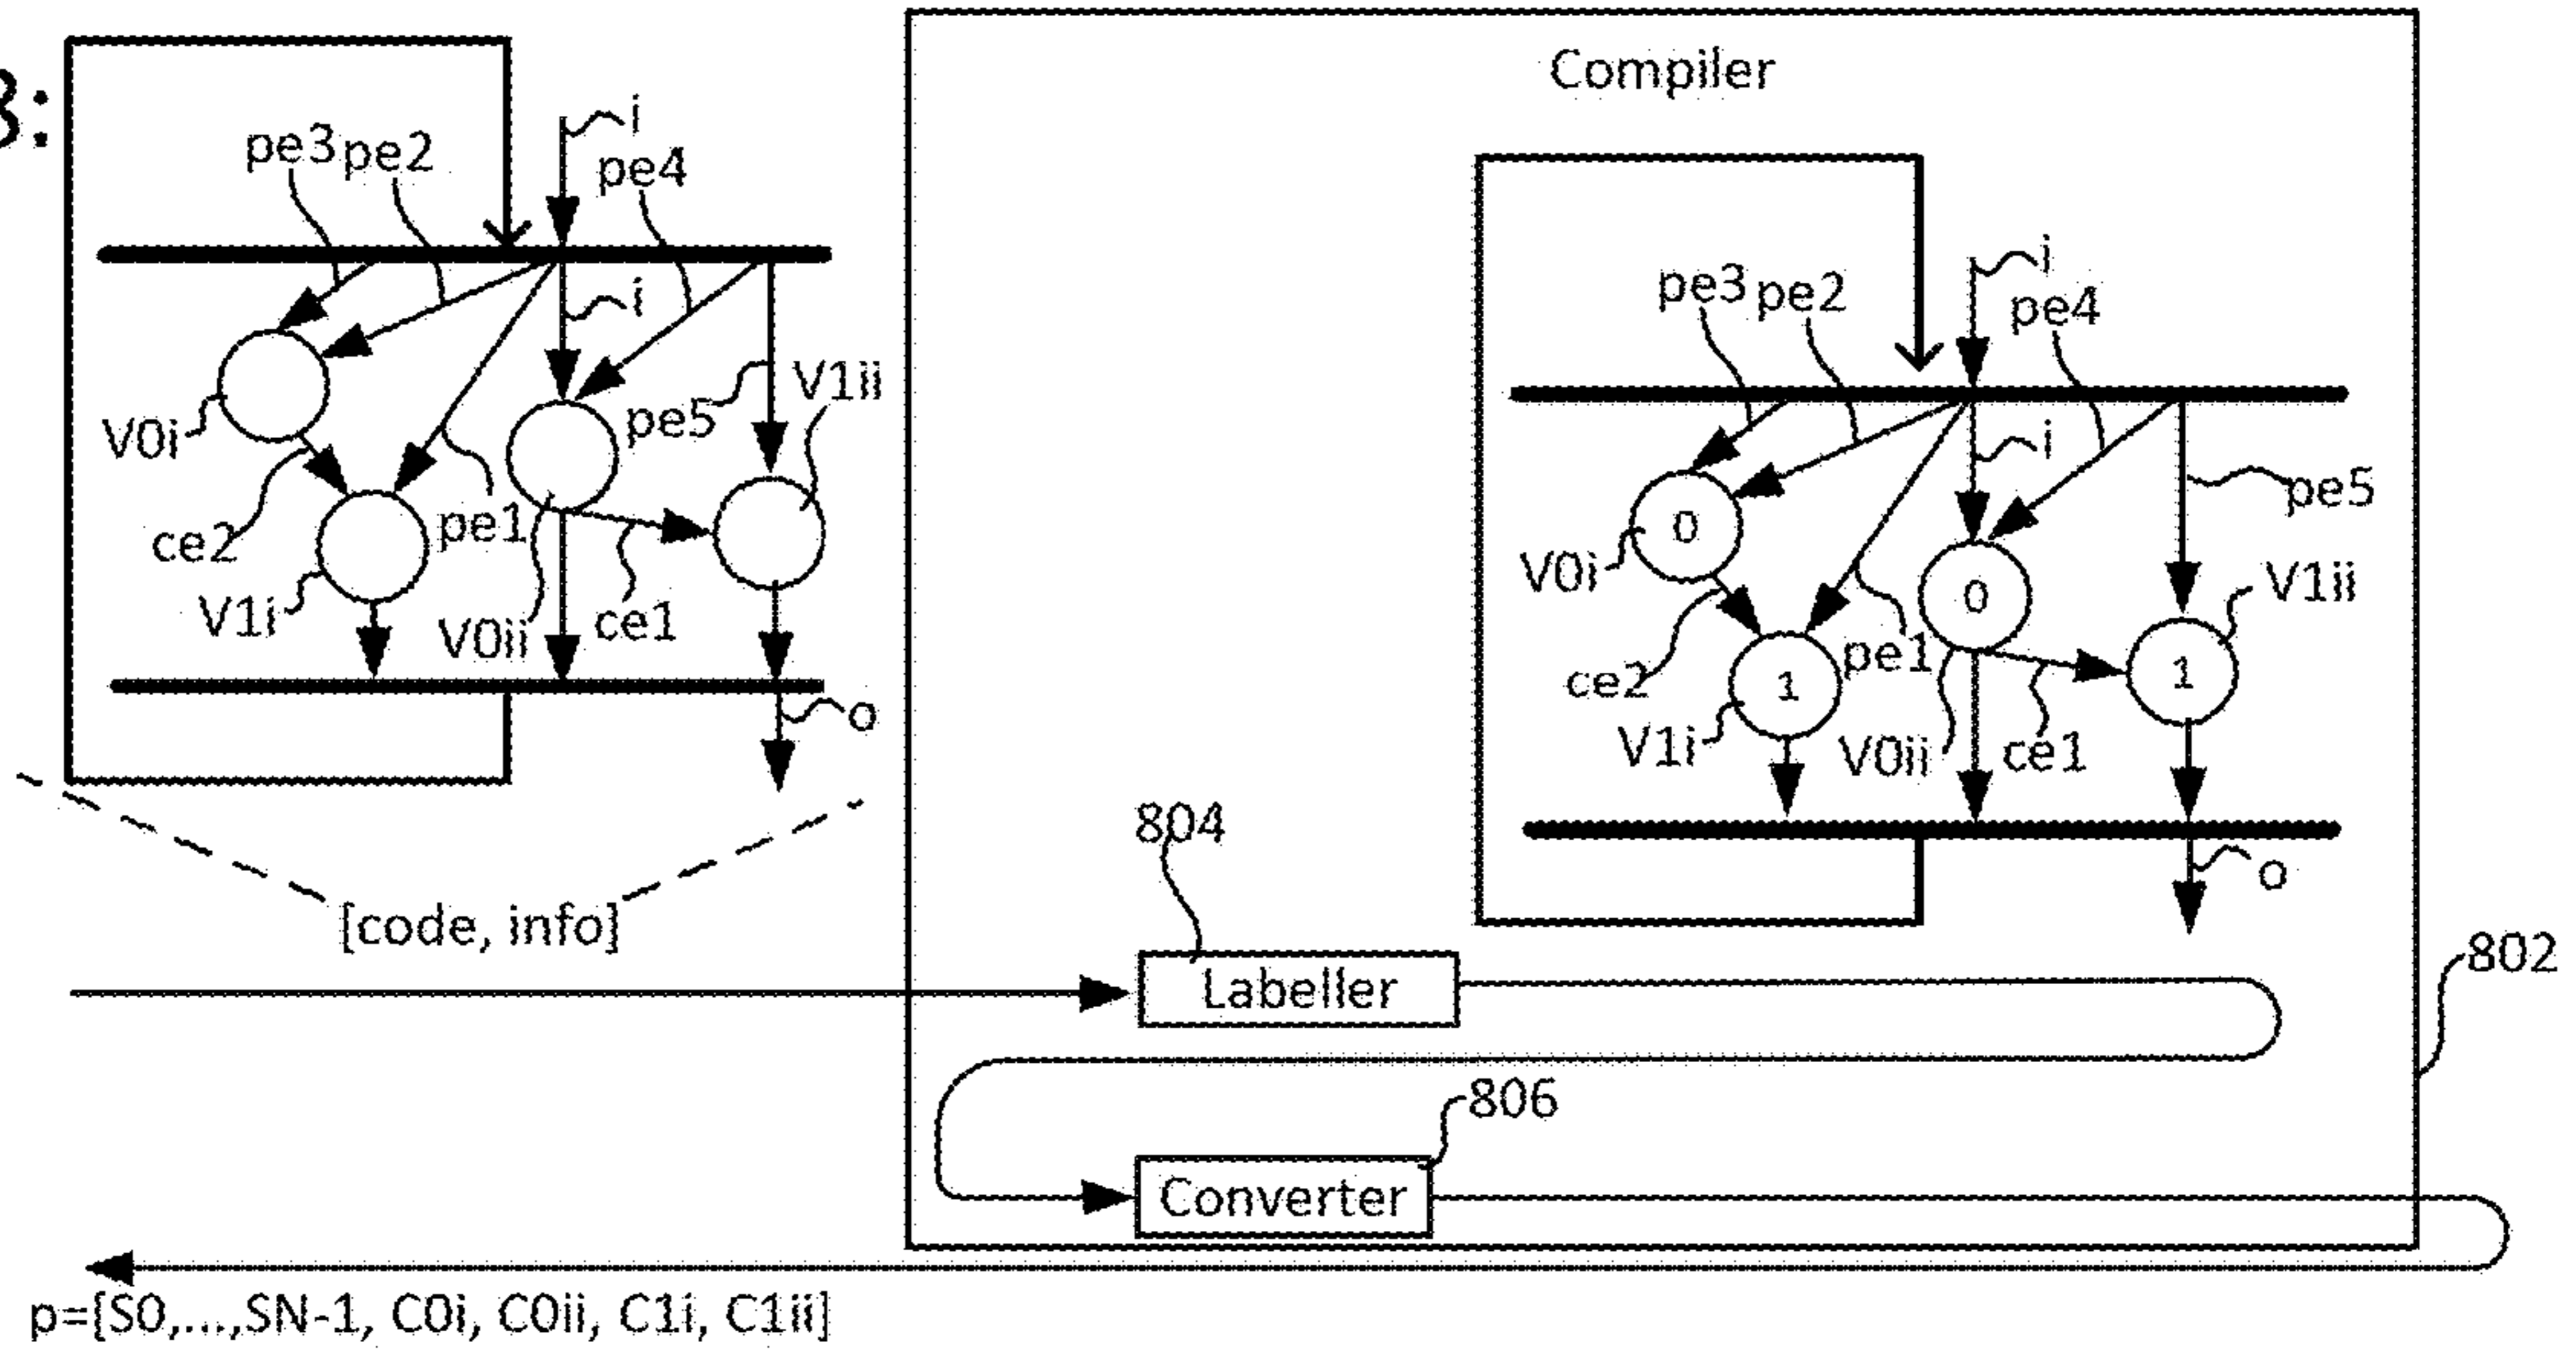 8:
Compiler
i
pe3 pe2
pe4
i
V1ii
pe5
V0i
pe1
ce2
V1i
V0ii
ce1
o
[code, info]
i
pe3 pe2
pe4
i
pe5
0
V0i
0
V1ii
pe1
ce2
1
1
V1i
V0ii
ce1
o
804
802
Labeller
806
Converter
p=[S0,...,SN-1, C0i, C0ii, C1i, C1ii]